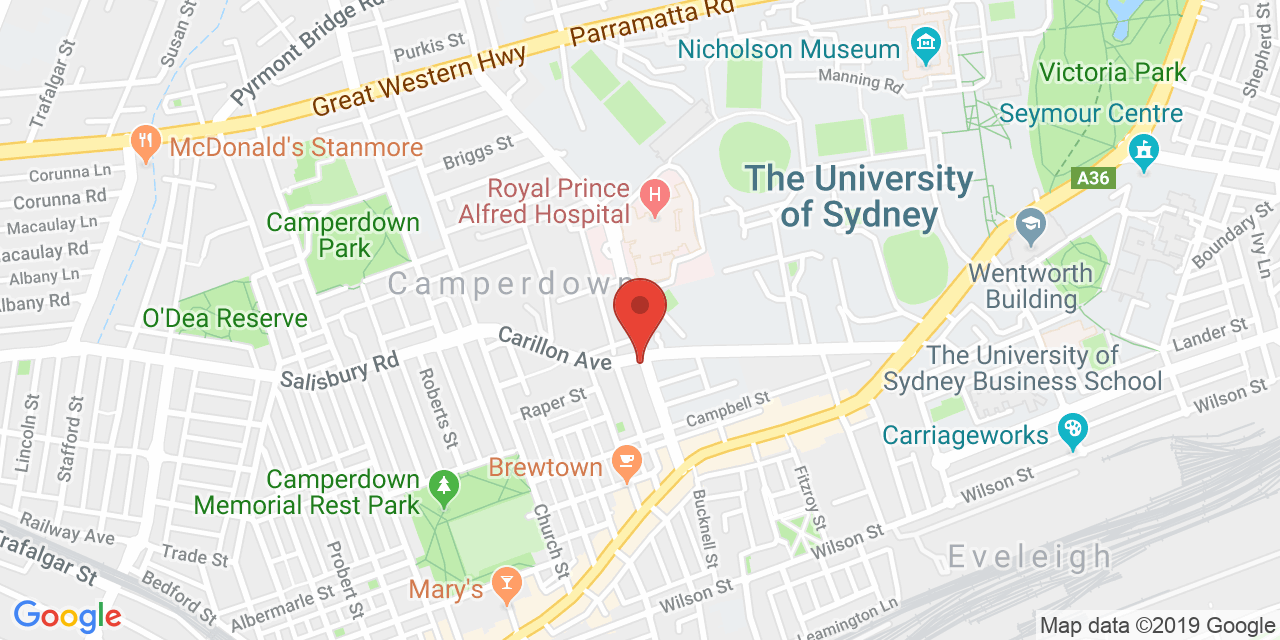 Trafalgar St
Susan St
Pyrmont Bridge Rd
Purkis St
Great Western Hwy
Parramatta Rd
Nicholson Museum
Manning Rd
Victoria Park
Shepherd St
Seymour Centre
McDonald's Stanmore
Briggs St
Corunna Ln
Corunna Rd
Macaulay Ln
acaulay Rd
Albany Ln
Albany Rd
Royal Prince
Alfred Hospital
The University
of Sydney
A36
Camperdown
Park
Camperdown
Boundary St
Ivy Ln
Wentworth
Building
O'Dea Reserve
Carillon Ave
Salisbury Rd
Lander St
The University of
Sydney Business School
Wilson St
Lincoln St
Stafford St
Roberts St
Raper St
Campbell St
Carriageworks
Brewtown
Camperdown
Memorial Rest Park
Wilson St
Fitzroy St
Bucknell St
Church St
Railway Ave
Trafalgar St
Trade St
Probert St
Bedford St
Wilson St
Eveleigh
Mary's
Albermarle St
Wilson St
Leamington Ln
Google
Map data ©2019 Google